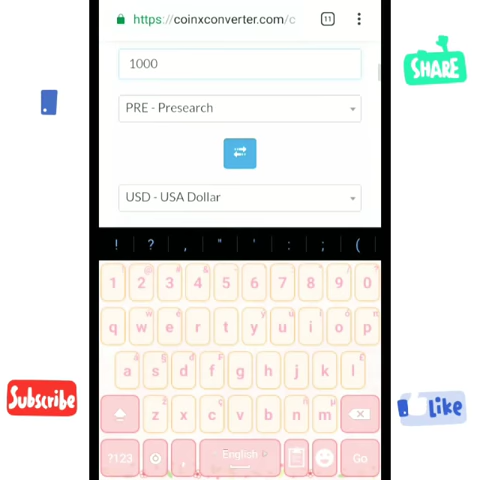 https://coinxconverter.com/c
11
1000
SHARE
PRE - Presearch
USD - USA Dollar
! ? , " ' : ; (
1 2 3 4 5 6 7 8 9 0
q w e r t y u i o p
a s d f g h j k l
Subscribe
z x c v b n m
Like
?123 , English Go